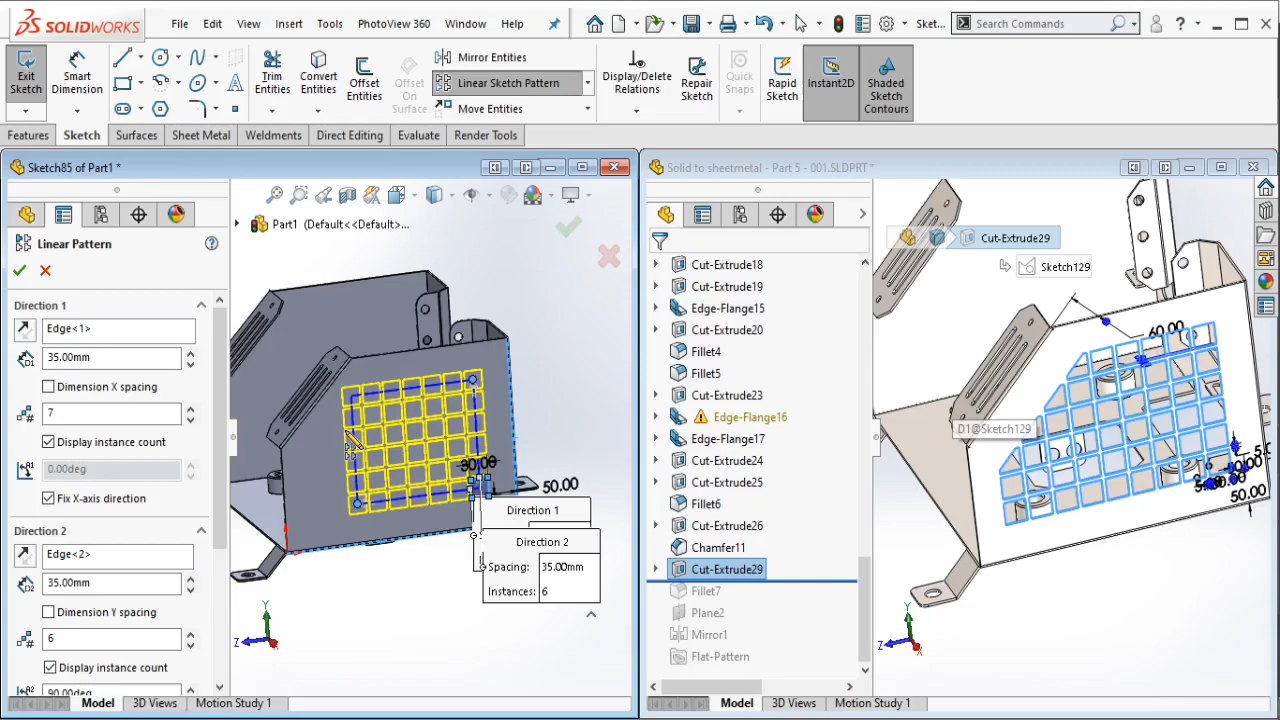 SOLIDWORKS
File
Edit
View
Insert
Tools
PhotoView 360
Window
Help
Sket...
Search Commands
?
Exit Sketch
Smart Dimension
Trim Entities
Convert Entities
Offset Entities
Offset On Surface
Mirror Entities
Linear Sketch Pattern
Move Entities
Display/Delete Relations
Repair Sketch
Quick Snaps
Rapid Sketch
Instant2D
Shaded Sketch Contours
Features
Sketch
Surfaces
Sheet Metal
Weldments
Direct Editing
Evaluate
Render Tools
Sketch85 of Part1 *
Part1 (Default<<Default>...
Linear Pattern
Direction 1
Edge<1>
35.00mm
Dimension X spacing
7
Display instance count
0.00deg
Fix X-axis direction
Direction 2
Edge<2>
35.00mm
Dimension Y spacing
6
Display instance count
90.00deg
30.00
50.00
Direction 1
Direction 2
Spacing: 35.00mm
Instances: 6
Y
Z
X
Model
3D Views
Motion Study 1
Solid to sheetmetal - Part 5 - 001.SLDPRT *
Cut-Extrude18
Cut-Extrude19
Edge-Flange15
Cut-Extrude20
Fillet4
Fillet5
Cut-Extrude23
Edge-Flange16
Edge-Flange17
Cut-Extrude24
Cut-Extrude25
Fillet6
Cut-Extrude26
Chamfer11
Cut-Extrude29
Fillet7
Plane2
Mirror1
Flat-Pattern
Cut-Extrude29
Sketch129
60.00
D1@Sketch129
50.00
Y
Z
X
Model
3D Views
Motion Study 1